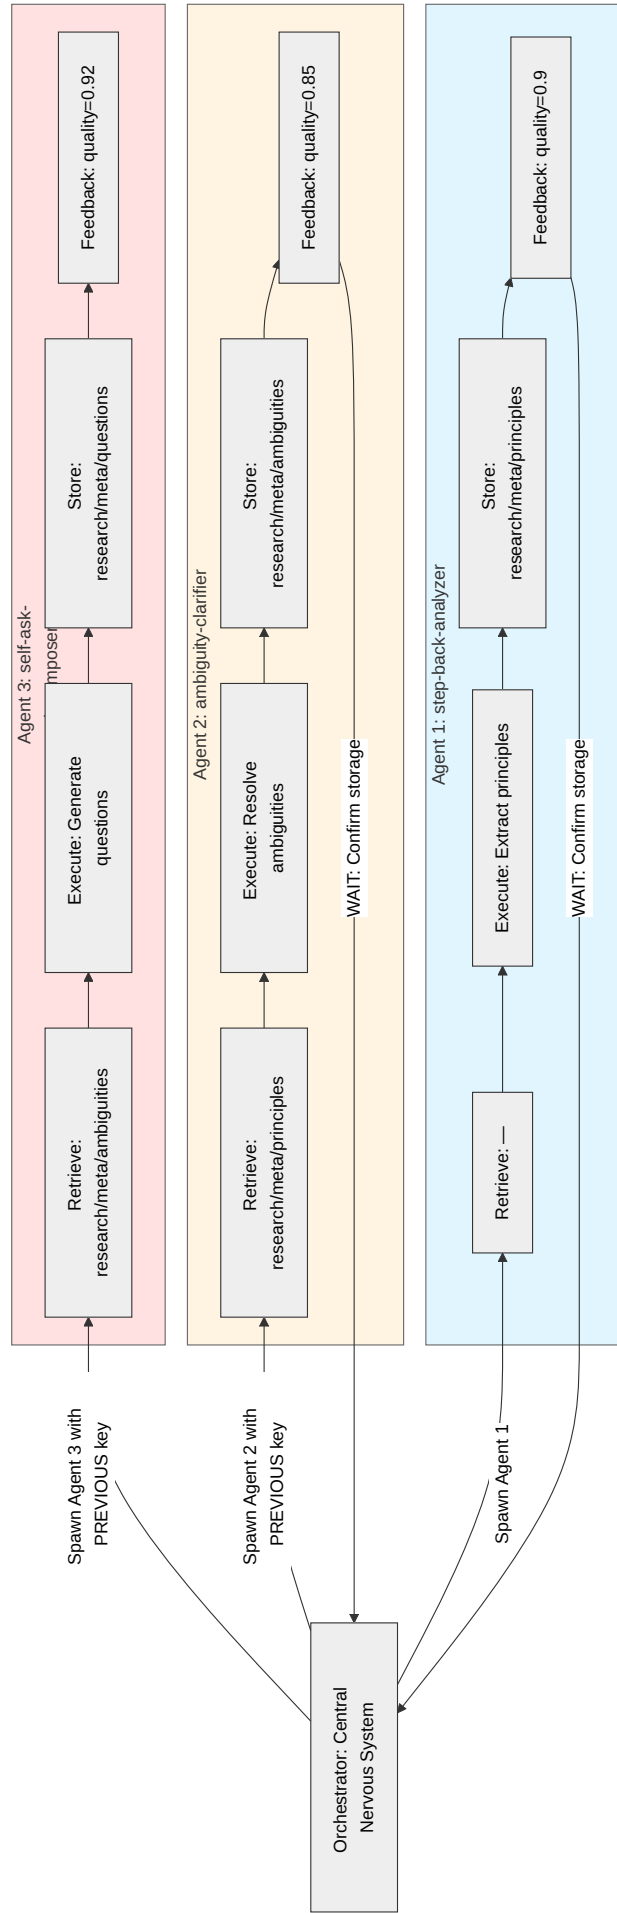 Agent 3: self-ask-
Retrieve:
research/meta/ambiguities
Execute: Generate
questions
Store:
research/meta/questions
Feedback: quality=0.92
Agent 2: ambiguity-clarifier
Retrieve:
research/meta/principles
Execute: Resolve
ambiguities
Store:
research/meta/ambiguities
Feedback: quality=0.85
WAIT: Confirm storage
Agent 1: step-back-analyzer
Retrieve: —
Execute: Extract principles
Store:
research/meta/principles
Feedback: quality=0.9
WAIT: Confirm storage
Spawn Agent 3 with
PREVIOUS key
Spawn Agent 2 with
PREVIOUS key
Spawn Agent 1
Orchestrator: Central
Nervous System